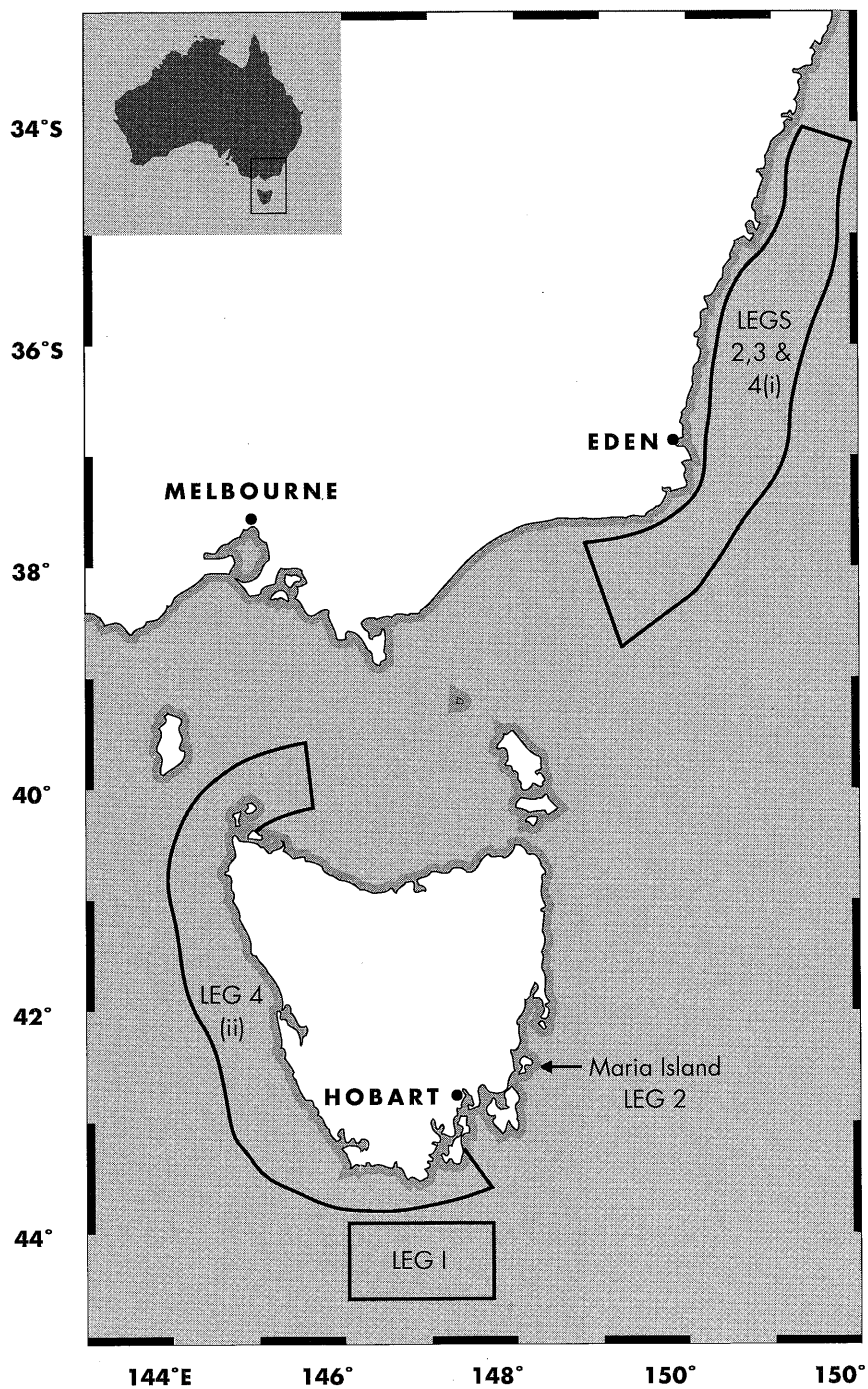 34°S
LEGS
2,3 &
4(i)
36°S
EDEN
MELBOURNE
38°
40°
LEG 4
(ii)
42°
Maria Island
LEG 2
HOBART
44°
LEG I
144°E
146°
148°
150°
150°